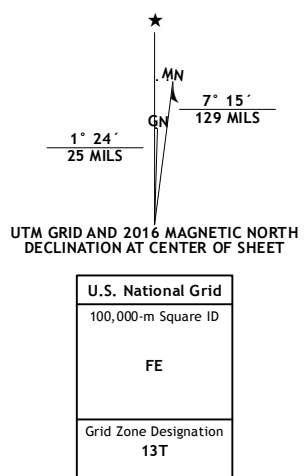 MN
7° 15´
129 MILS
GN
1° 24´
25 MILS
UTM GRID AND 2016 MAGNETIC NORTH
DECLINATION AT CENTER OF SHEET
U.S. National Grid
100,000-m Square ID
FE
Grid Zone Designation
13T